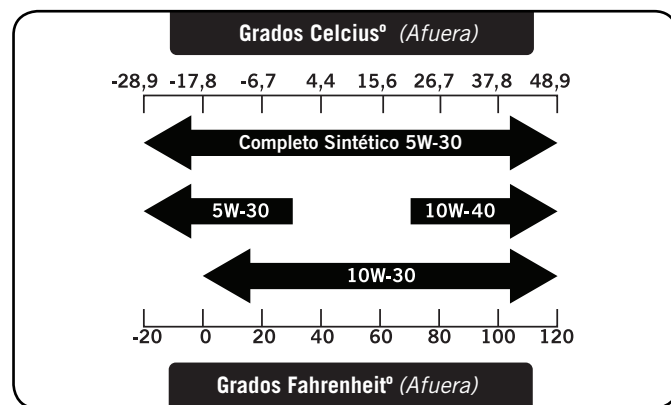 Grados Celciusº (Afuera)
-28,9 -17,8 -6,7 4,4 15,6 26,7 37,8 48,9
Completo Sintético 5W-30
5W-30 10W-40
10W-30
-20 0 20 40 60 80 100 120
Grados Fahrenheitº (Afuera)